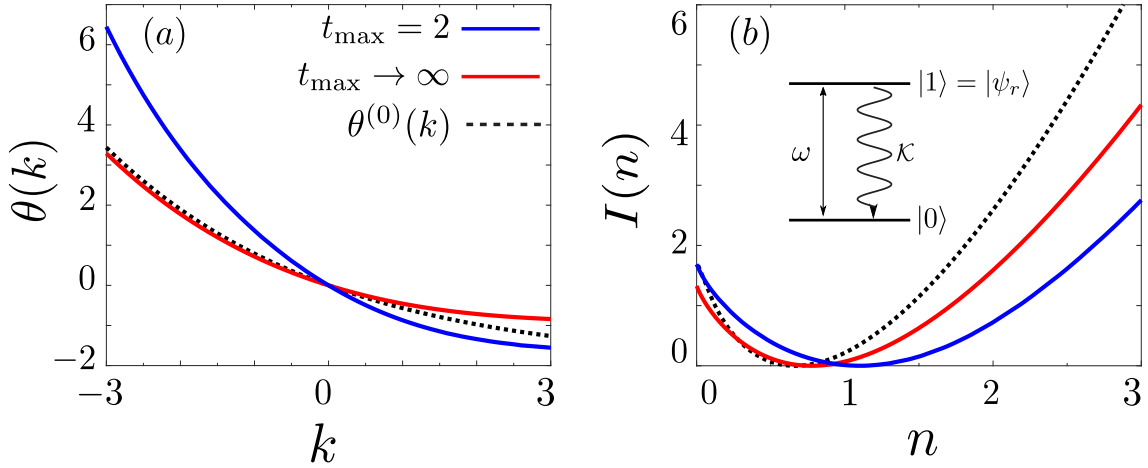 (a)
t_max = 2
t_max → ∞
θ^(0)(k)
6
4
2
0
−2
θ(k)
−3 0 3
k
(b)
|1⟩ = |ψ_r⟩
ω
𝒦
|0⟩
6
4
2
0
I(n)
0 1 2 3
n